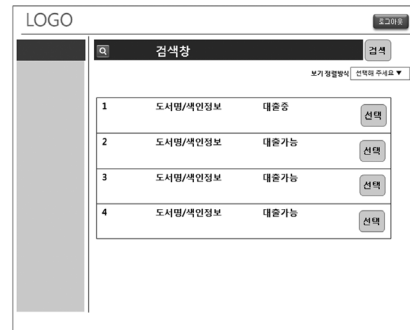 LOGO
로그아웃
검색창
검색
보기 정렬방식 선택해 주세요 ▼
1 도서명/색인정보 대출중 선택
2 도서명/색인정보 대출가능 선택
3 도서명/색인정보 대출가능 선택
4 도서명/색인정보 대출가능 선택